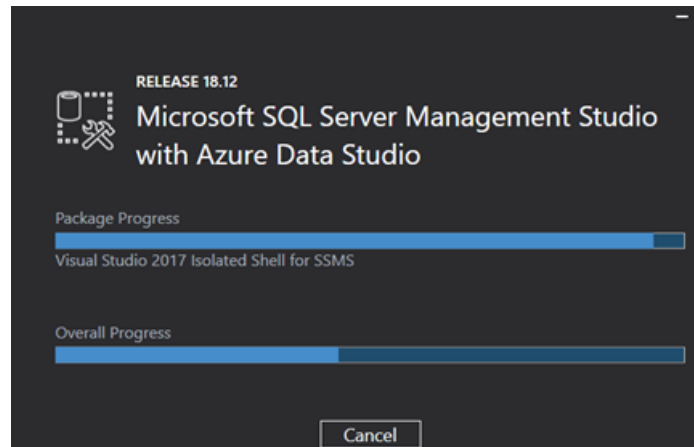 RELEASE 18.12
Microsoft SQL Server Management Studio
with Azure Data Studio
Package Progress
Visual Studio 2017 Isolated Shell for SSMS
Overall Progress
Cancel